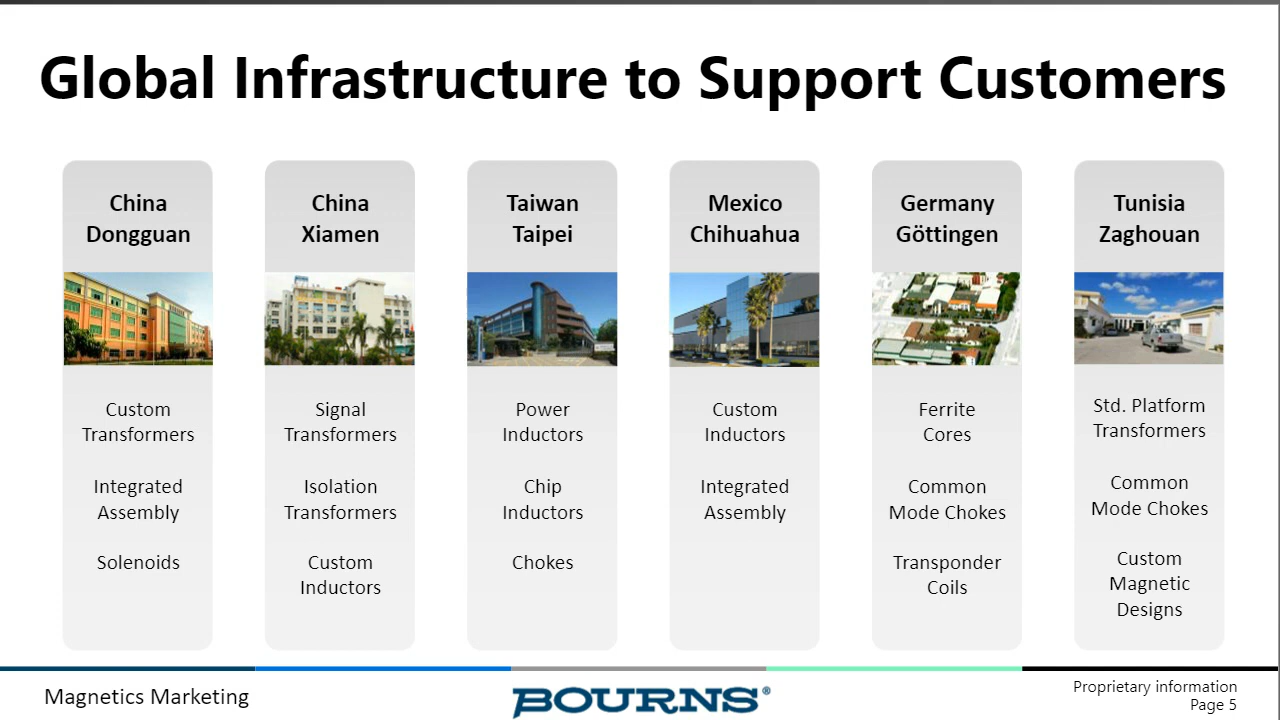 Global Infrastructure to Support Customers
China
Dongguan
Custom
Transformers
Integrated
Assembly
Solenoids
China
Xiamen
Signal
Transformers
Isolation
Transformers
Custom
Inductors
Taiwan
Taipei
Power
Inductors
Chip
Inductors
Chokes
Mexico
Chihuahua
Custom
Inductors
Integrated
Assembly
Germany
Göttingen
Ferrite
Cores
Common
Mode Chokes
Transponder
Coils
Tunisia
Zaghouan
Std. Platform
Transformers
Common
Mode Chokes
Custom
Magnetic
Designs
Magnetics Marketing
BOURNS®
Proprietary information
Page 5